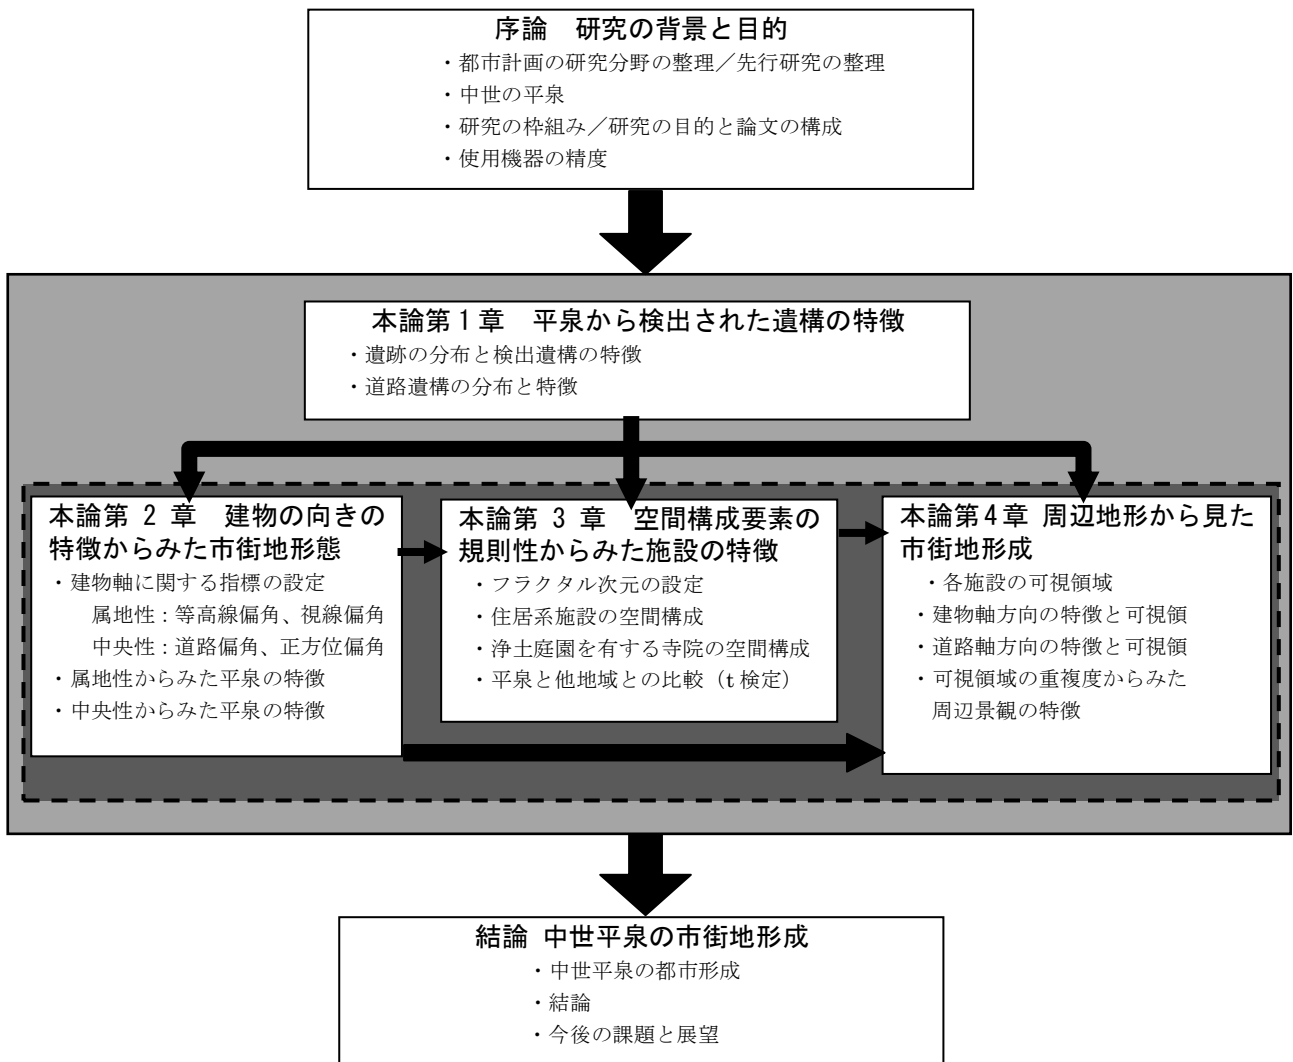 序論　研究の背景と目的
・都市計画の研究分野の整理／先行研究の整理
・中世の平泉
・研究の枠組み／研究の目的と論文の構成
・使用機器の精度
本論第１章　平泉から検出された遺構の特徴
・遺跡の分布と検出遺構の特徴
・道路遺構の分布と特徴
本論第 2 章　建物の向きの
特徴からみた市街地形態
・建物軸に関する指標の設定
属地性：等高線偏角、視線偏角
中央性：道路偏角、正方位偏角
・属地性からみた平泉の特徴
・中央性からみた平泉の特徴
本論第 3 章　空間構成要素の
規則性からみた施設の特徴
・フラクタル次元の設定
・住居系施設の空間構成
・浄土庭園を有する寺院の空間構成
・平泉と他地域との比較（t 検定）
本論第４章 周辺地形から見た
市街地形成
・各施設の可視領域
・建物軸方向の特徴と可視領
・道路軸方向の特徴と可視領
・可視領域の重複度からみた
周辺景観の特徴
結論 中世平泉の市街地形成
・中世平泉の都市形成
・結論
・今後の課題と展望